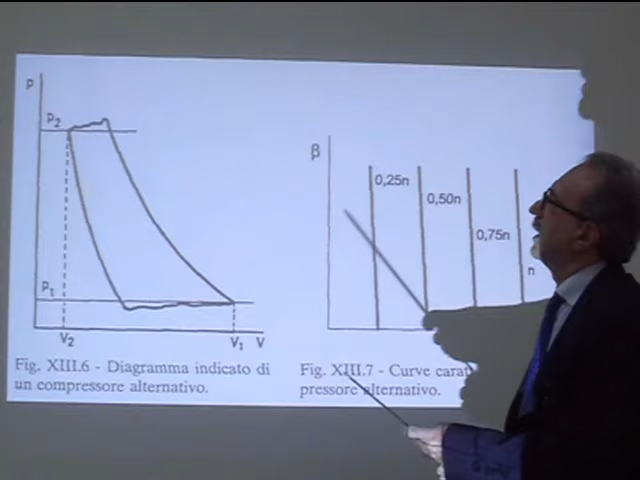 p
p2
p1
V2
V1 V
Fig. XIII.6 - Diagramma indicato di
un compressore alternativo.
β
0,25n
0,50n
0,75n
n
Fig. XIII.7 - Curve
pressore alternativo.